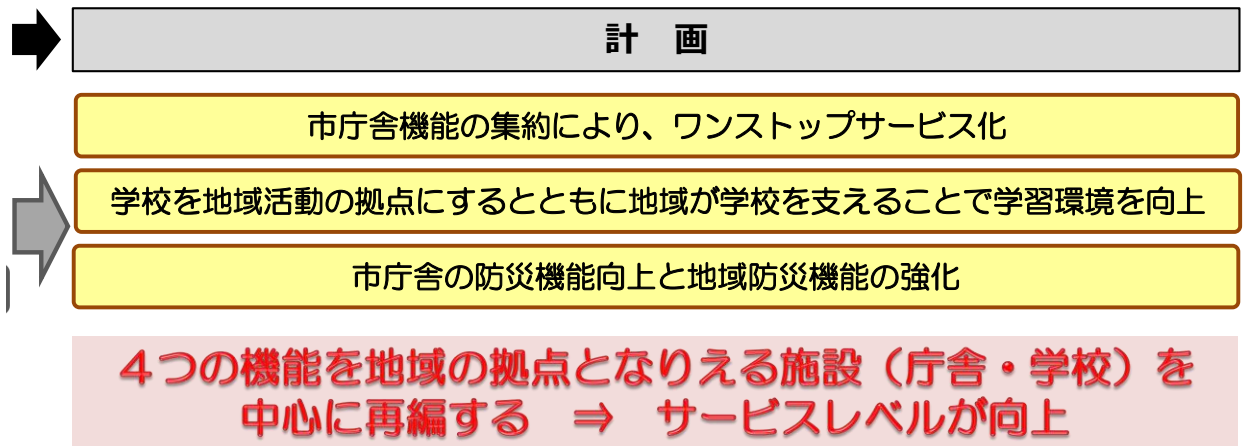 計　画
市庁舎機能の集約により、ワンストップサービス化
学校を地域活動の拠点にするとともに地域が学校を支えることで学習環境を向上
市庁舎の防災機能向上と地域防災機能の強化
４つの機能を地域の拠点となりえる施設（庁舎・学校）を
中心に再編する　⇒　サービスレベルが向上